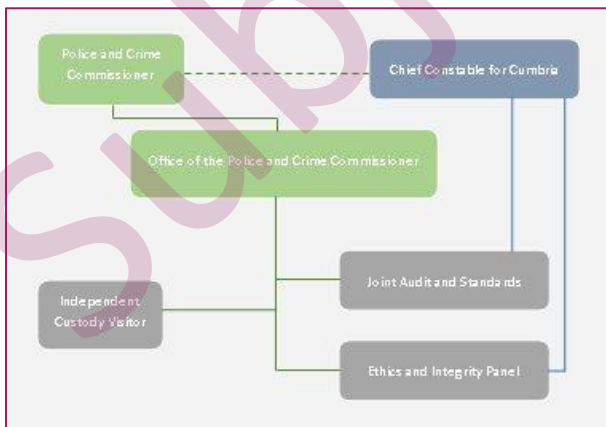 Police and Crime
Commissioner
Chief Constable for Cumbria
Office of the Police and Crime Commissioner
Joint Audit and Standards
Independent
Custody Visitor
Ethics and Integrity Panel
Subj